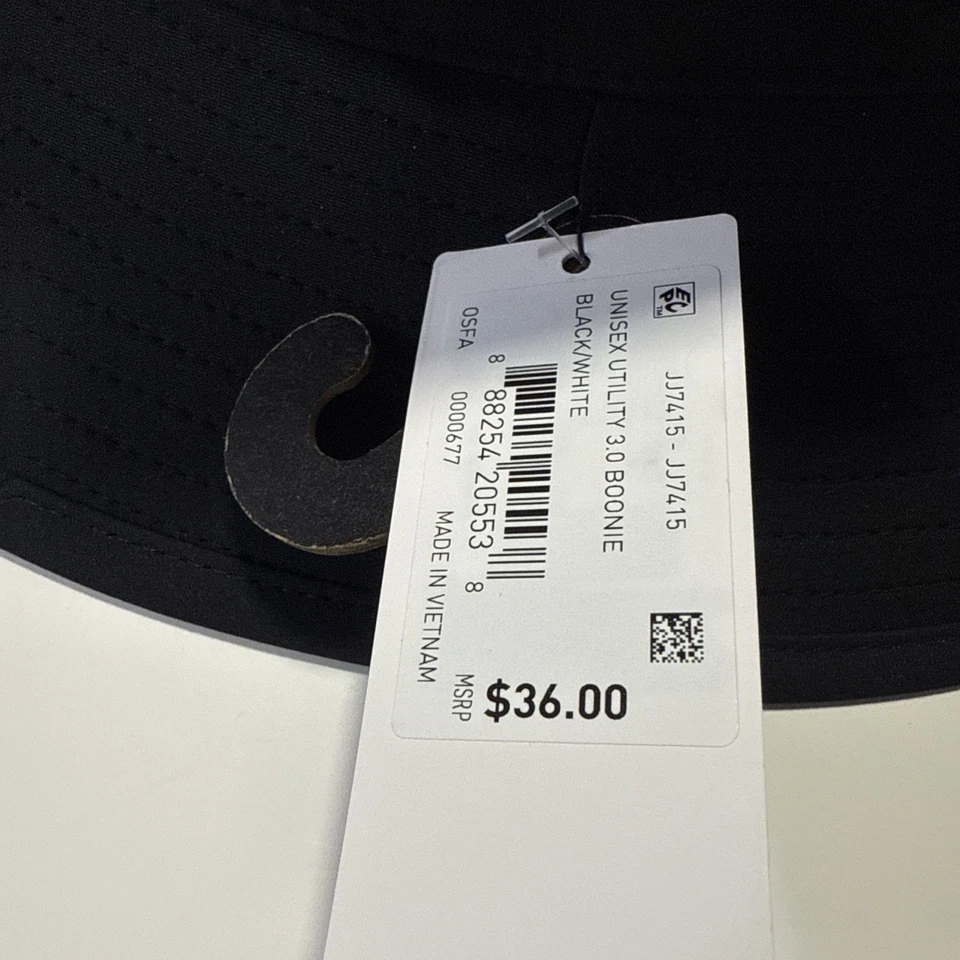 ECP™
JJ7415 - JJ7415
UNISEX UTILITY 3.0 BOONIE
BLACK/WHITE
8 88254 20553 8
OSFA
0000677
MADE IN VIETNAM
MSRP $36.00